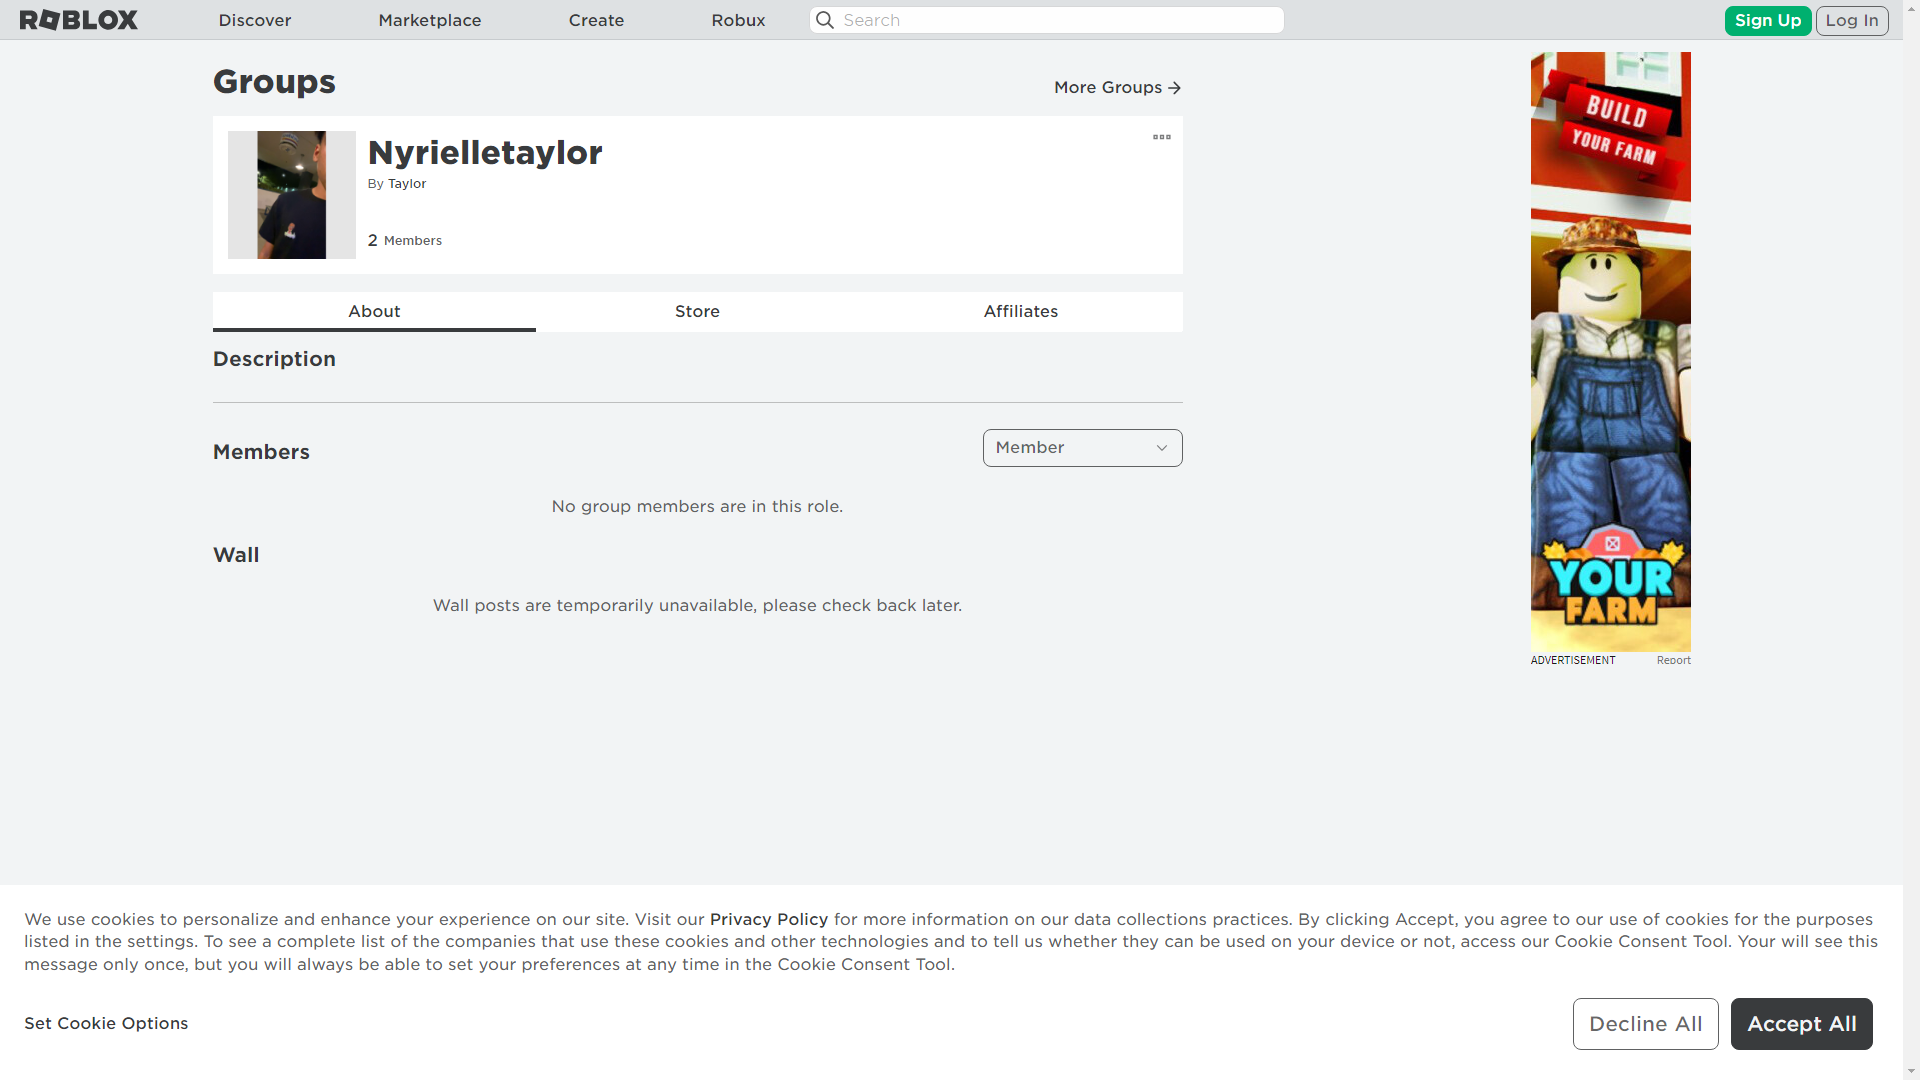 ROBLOX
Discover
Marketplace
Create
Robux
Search
Sign Up
Log In
Groups
More Groups
Nyrielletaylor
By Taylor
2 Members
About
Store
Affiliates
Description
Members
Member
No group members are in this role.
Wall
Wall posts are temporarily unavailable, please check back later.
BUILD
YOUR FARM
YOUR
FARM
ADVERTISEMENT
Report
We use cookies to personalize and enhance your experience on our site. Visit our Privacy Policy for more information on our data collections practices. By clicking Accept, you agree to our use of cookies for the purposes
listed in the settings. To see a complete list of the companies that use these cookies and other technologies and to tell us whether they can be used on your device or not, access our Cookie Consent Tool. Your will see this
message only once, but you will always be able to set your preferences at any time in the Cookie Consent Tool.
Set Cookie Options
Decline All
Accept All